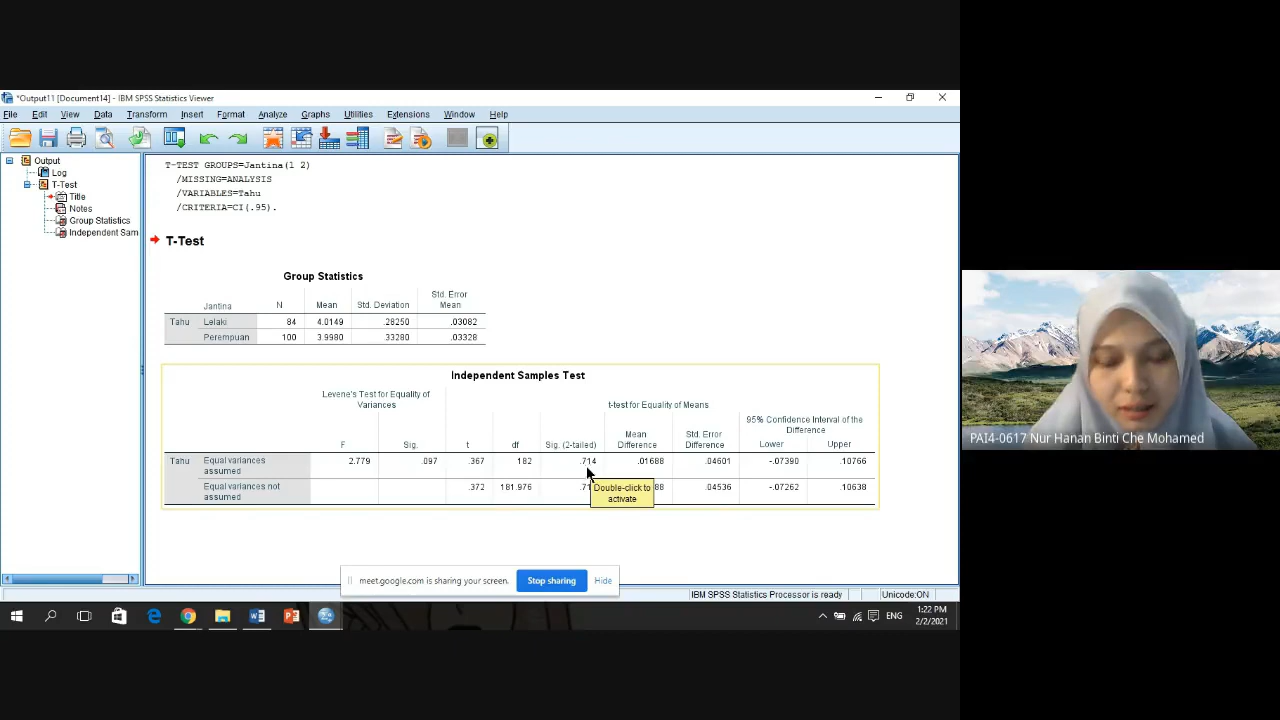 *Output11 [Document14] - IBM SPSS Statistics Viewer
File Edit View Data Transform Insert Format Analyze Graphs Utilities Extensions Window Help
Output
Log
T-Test
Title
Notes
Group Statistics
Independent Sam
T-TEST GROUPS=Jantina(1 2)
/MISSING=ANALYSIS
/VARIABLES=Tahu
/CRITERIA=CI(.95).
T-Test
Group Statistics
Jantina N Mean Std. Deviation Std. Error Mean
Tahu Lelaki 84 4.0149 .28250 .03082
Perempuan 100 3.9980 .33280 .03328
Independent Samples Test
Levene's Test for Equality of Variances t-test for Equality of Means
95% Confidence Interval of the Difference
F Sig. t df Sig. (2-tailed) Mean Difference Std. Error Difference Lower Upper
Tahu Equal variances assumed 2.779 .097 .367 182 .714 .01688 .04601 -.07390 .10766
Equal variances not assumed .372 181.976 .04536 -.07262 .10638
Double-click to activate
meet.google.com is sharing your screen. Stop sharing Hide
IBM SPSS Statistics Processor is ready Unicode:ON
ENG
1:22 PM
2/2/2021
PAI4-0617 Nur Hanan Binti Che Mohamed